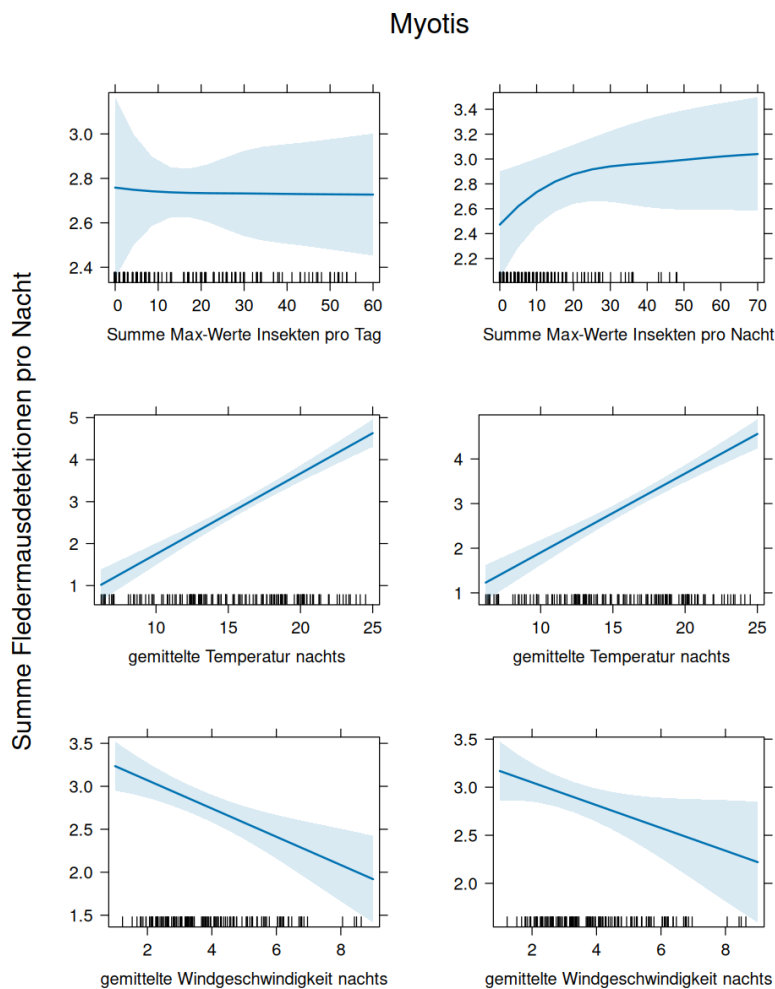 Myotis
Summe Fledermausdetektionen pro Nacht
3.0
2.8
2.6
2.4
0 10 20 30 40 50 60
Summe Max-Werte Insekten pro Tag
3.4
3.2
3.0
2.8
2.6
2.4
2.2
0 10 20 30 40 50 60 70
Summe Max-Werte Insekten pro Nacht
5
4
3
2
1
10 15 20 25
gemittelte Temperatur nachts
4
3
2
1
10 15 20 25
gemittelte Temperatur nachts
3.5
3.0
2.5
2.0
1.5
2 4 6 8
gemittelte Windgeschwindigkeit nachts
3.5
3.0
2.5
2.0
2 4 6 8
gemittelte Windgeschwindigkeit nachts